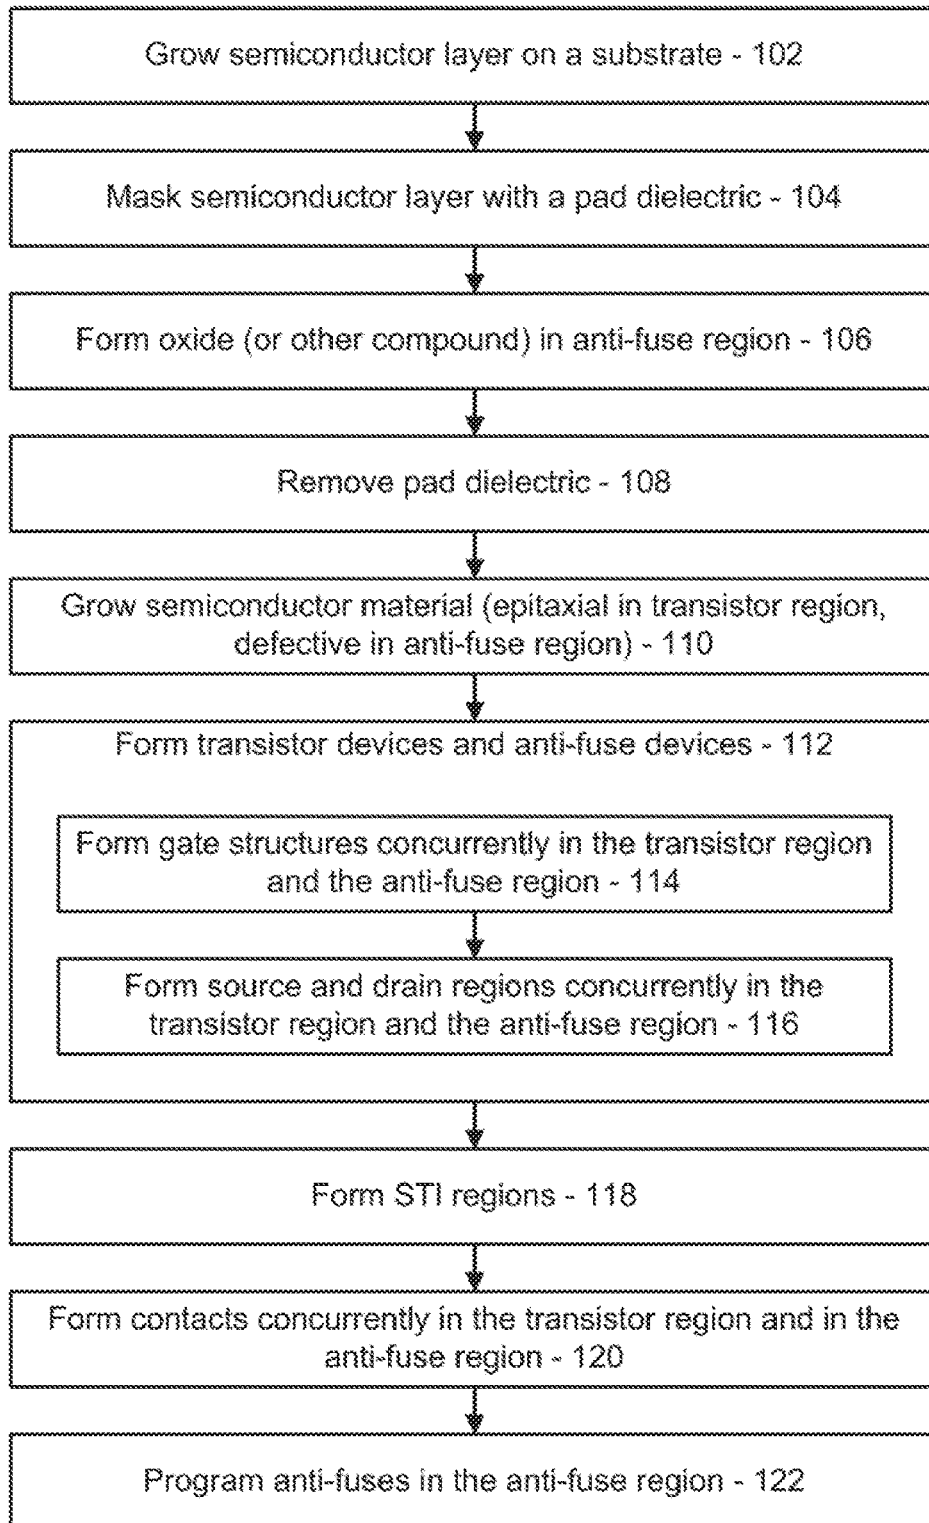 Grow semiconductor layer on a substrate - 102
Mask semiconductor layer with a pad dielectric - 104
Form oxide (or other compound) in anti-fuse region - 106
Remove pad dielectric - 108
Grow semiconductor material (epitaxial in transistor region,
defective in anti-fuse region) - 110
Form transistor devices and anti-fuse devices - 112
Form gate structures concurrently in the transistor region
and the anti-fuse region - 114
Form source and drain regions concurrently in the
transistor region and the anti-fuse region - 116
Form STI regions - 118
Form contacts concurrently in the transistor region and in the
anti-fuse region - 120
Program anti-fuses in the anti-fuse region - 122